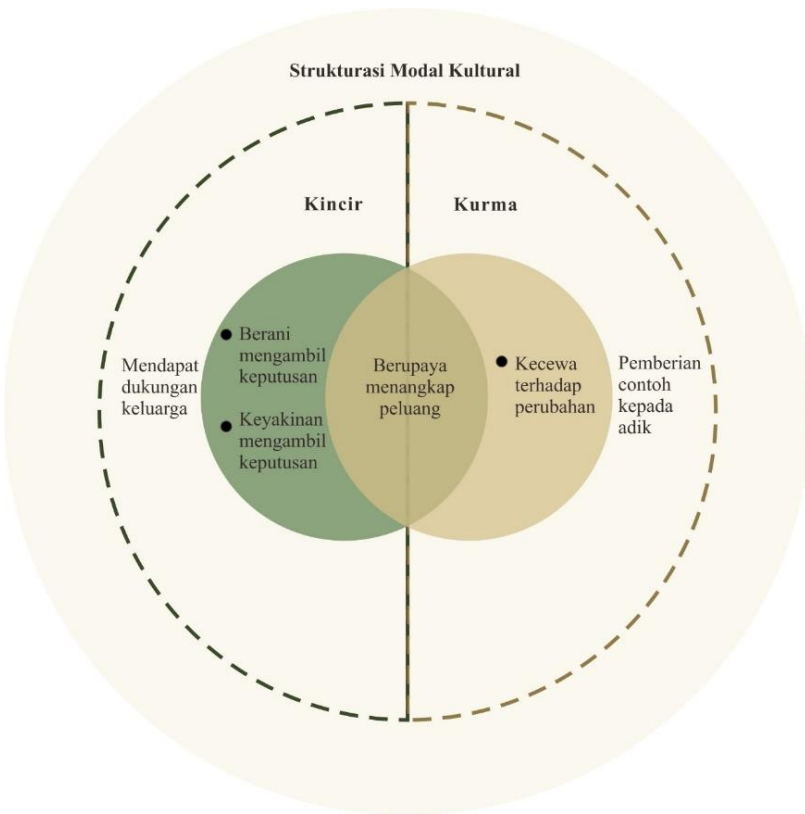 Strukturasi Modal Kultural
Kincir
Kurma
Mendapat
dukungan
keluarga
Berani
mengambil
keputusan
Keyakinan
mengambil
keputusan
Berupaya
menangkap
peluang
Kecewa
terhadap
perubahan
Pemberian
contoh
kepada
adik